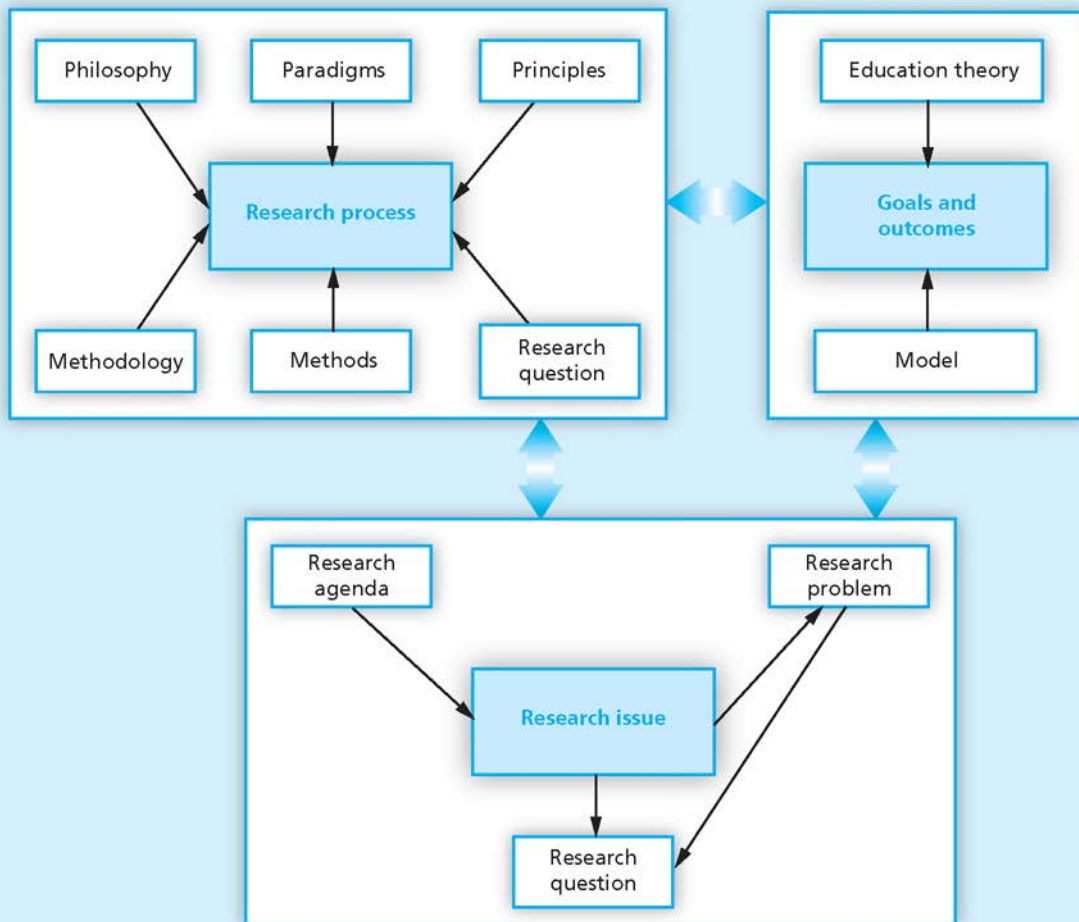 Philosophy
Paradigms
Principles
Research process
Methodology
Methods
Research
question
Education theory
Goals and
outcomes
Model
Research
agenda
Research
problem
Research issue
Research
question